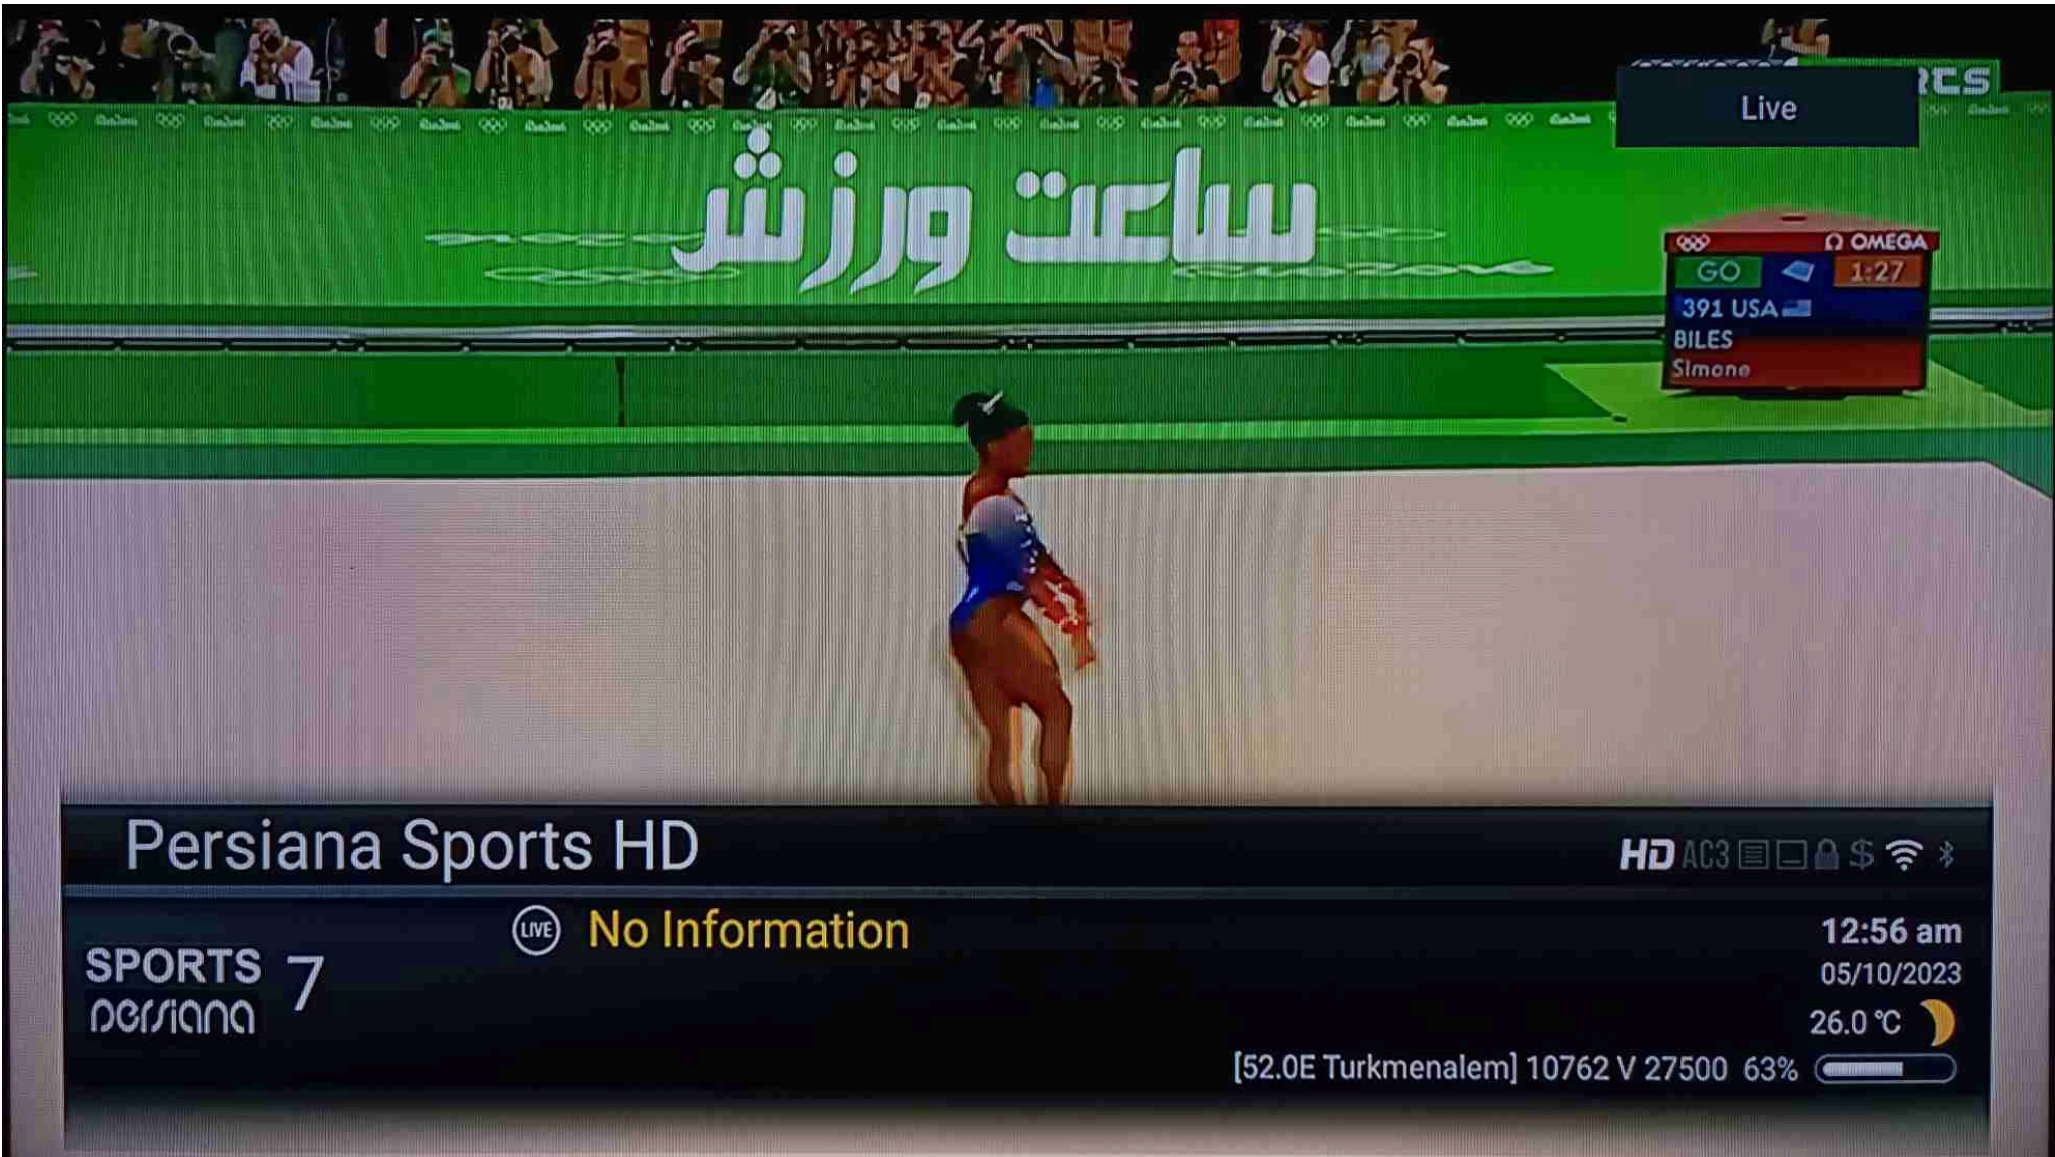 Live
ساعت ورزش
Ω OMEGA
GO 1:27
391 USA
BILES
Simone
Persiana Sports HD
HD AC3 $
LIVE No Information
SPORTS 7
persiana
12:56 am
05/10/2023
26.0 °C
[52.0E Turkmenalem] 10762 V 27500 63%